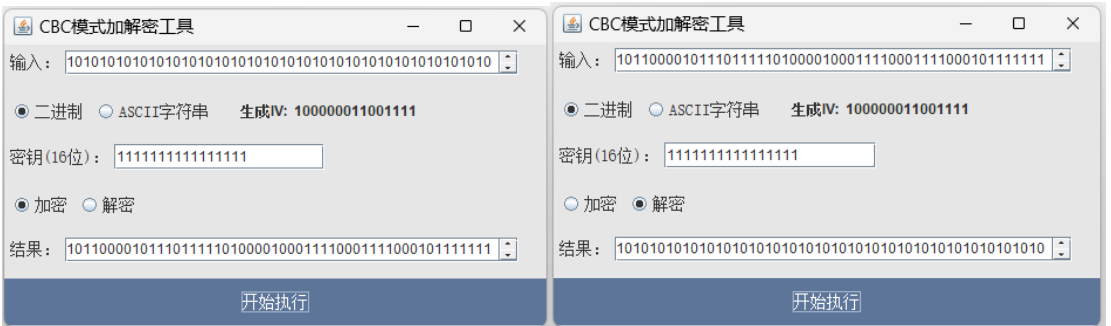 CBC模式加解密工具
输入: 101010101010101010101010101010101010101010101010
二进制 ASCII字符串 生成IV: 100000011001111
密钥(16位): 1111111111111111
加密 解密
结果: 101100001011101111101000010001111000111100010111111
开始执行
CBC模式加解密工具
输入: 101100001011101111101000010001111000111100010111111
二进制 ASCII字符串 生成IV: 100000011001111
密钥(16位): 1111111111111111
加密 解密
结果: 101010101010101010101010101010101010101010101010
开始执行